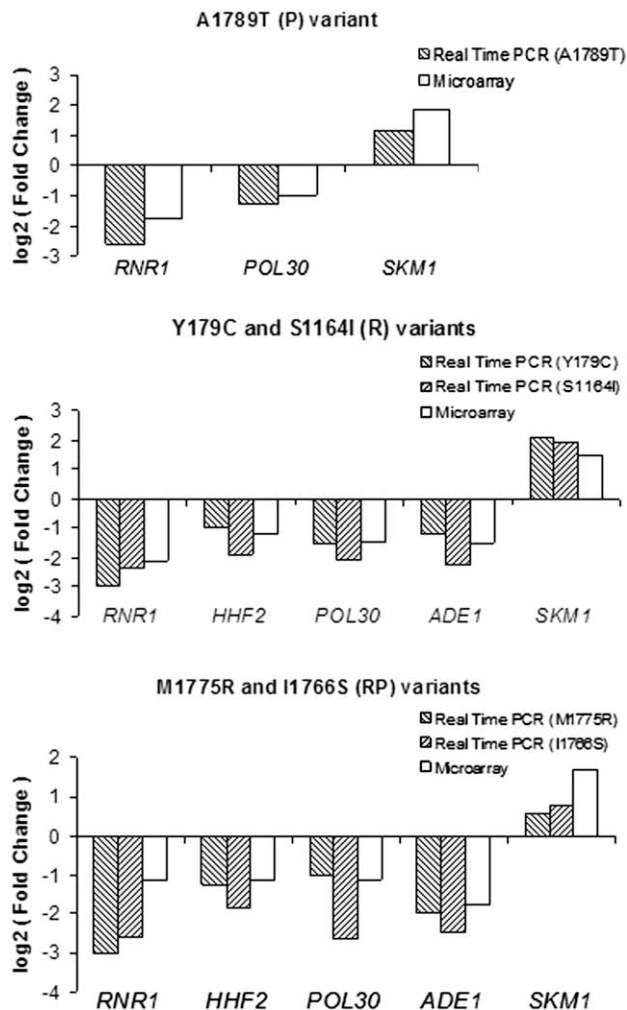 A1789T (P) variant
Real Time PCR (A1789T)
Microarray
log2 ( Fold Change )
3
2
1
0
-1
-2
-3
RNR1 POL30 SKM1
Y179C and S1164I (R) variants
Real Time PCR (Y179C)
Real Time PCR (S1164I)
Microarray
log2 ( Fold Change )
3
2
1
0
-1
-2
-3
-4
RNR1 HHF2 POL30 ADE1 SKM1
M1775R and I1766S (RP) variants
Real Time PCR (M1775R)
Real Time PCR (I1766S)
Microarray
log2 ( Fold Change )
2
1
0
-1
-2
-3
-4
RNR1 HHF2 POL30 ADE1 SKM1